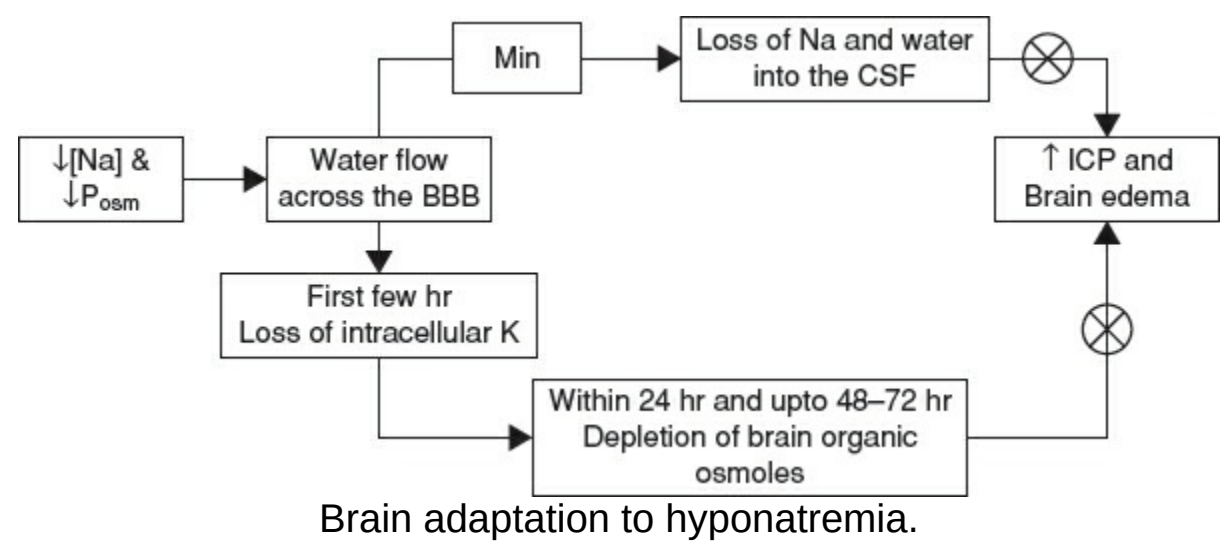 Min
Loss of Na and water
into the CSF
↓[Na] &
↓Posm
Water flow
across the BBB
↑ ICP and
Brain edema
First few hr
Loss of intracellular K
Within 24 hr and upto 48–72 hr
Depletion of brain organic
osmoles
Brain adaptation to hyponatremia.